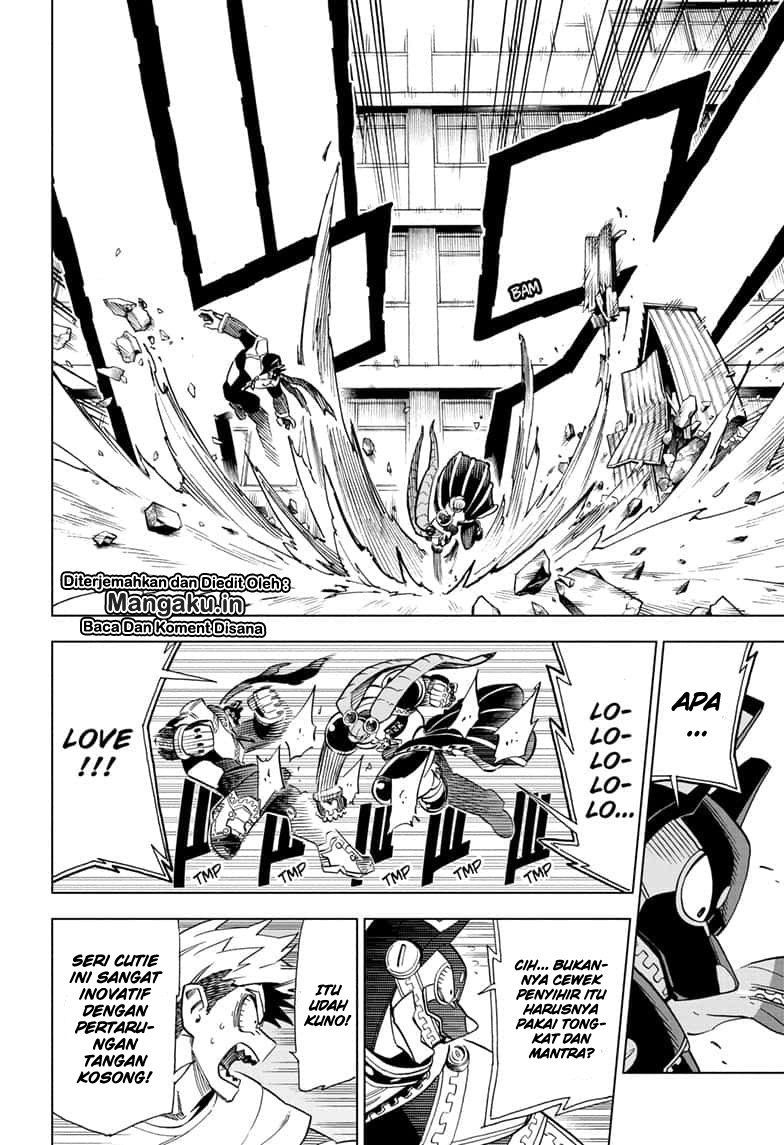 BAM
Diterjemahkan dan Diedit Oleh :
Mangaku.in
Baca Dan Koment Disana
APA
...
LO-
LO-
LO-
LO-
LO...
LOVE
!!!
TMP
TMP
TMP
TMP
TMP
CIH... BUKAN-
NYA CEWEK
PENYIHIR ITU
HARUSNYA
PAKAI TONG-
KAT DAN
MANTRA?
ITU
UDAH
KUNO!
SERI CUTIE
INI SANGAT
INOVATIF
DENGAN
PERTARU-
NGAN
TANGAN
KOSONG!